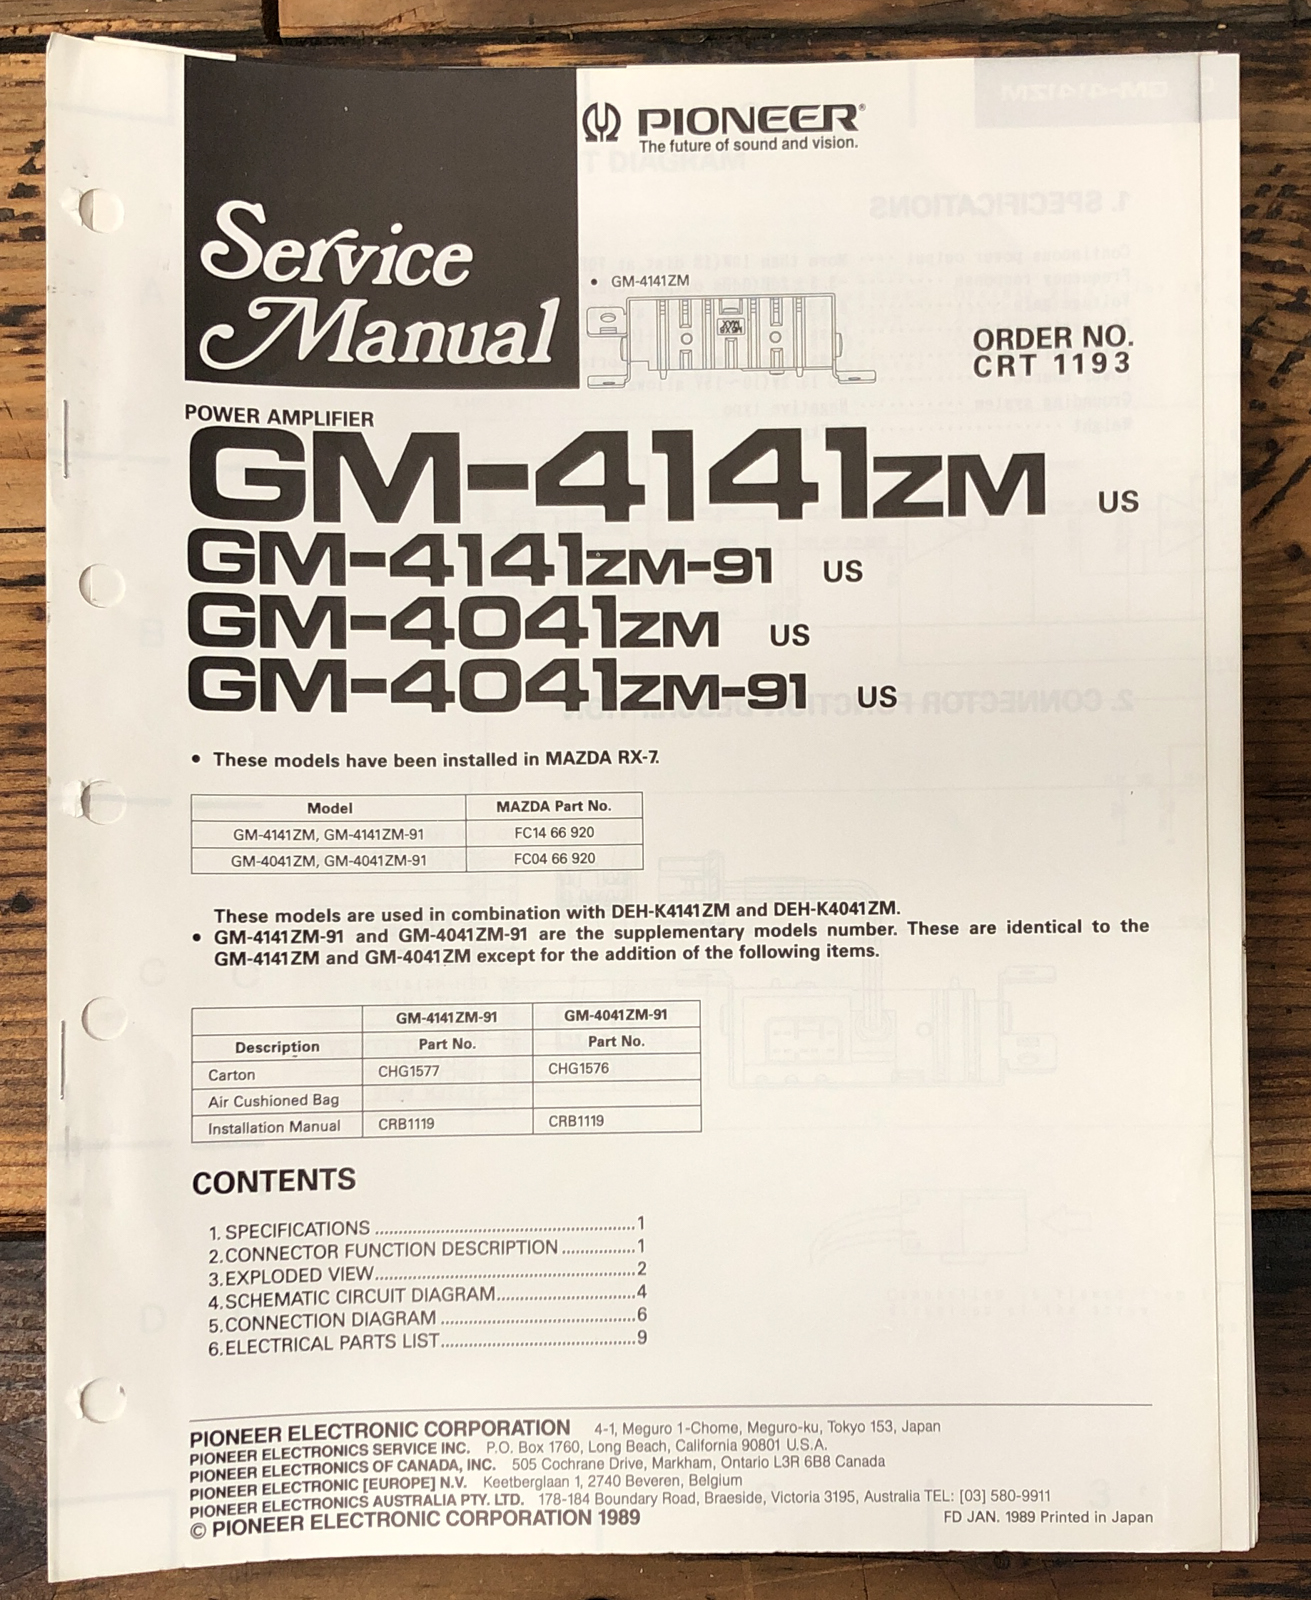 PIONEER®
The future of sound and vision.
Service
Manual
• GM-4141ZM
ORDER NO.
CRT 1193
POWER AMPLIFIER
GM-4141ZM US
GM-4141ZM-91 US
GM-4041ZM US
GM-4041ZM-91 US
• These models have been installed in MAZDA RX-7.
Model MAZDA Part No.
GM-4141ZM, GM-4141ZM-91 FC14 66 920
GM-4041ZM, GM-4041ZM-91 FC04 66 920
These models are used in combination with DEH-K4141ZM and DEH-K4041ZM.
• GM-4141ZM-91 and GM-4041ZM-91 are the supplementary models number. These are identical to the
GM-4141ZM and GM-4041ZM except for the addition of the following items.
GM-4141ZM-91 GM-4041ZM-91
Description Part No. Part No.
Carton CHG1577 CHG1576
Air Cushioned Bag
Installation Manual CRB1119 CRB1119
CONTENTS
1. SPECIFICATIONS ........................................ 1
2. CONNECTOR FUNCTION DESCRIPTION ............... 1
3. EXPLODED VIEW ........................................ 2
4. SCHEMATIC CIRCUIT DIAGRAM ........................ 4
5. CONNECTION DIAGRAM ................................ 6
6. ELECTRICAL PARTS LIST ............................... 9
PIONEER ELECTRONIC CORPORATION 4-1, Meguro 1-Chome, Meguro-ku, Tokyo 153, Japan
PIONEER ELECTRONICS SERVICE INC. P.O. Box 1760, Long Beach, California 90801 U.S.A.
PIONEER ELECTRONICS OF CANADA, INC. 505 Cochrane Drive, Markham, Ontario L3R 6B8 Canada
PIONEER ELECTRONIC [EUROPE] N.V. Keetberglaan 1, 2740 Beveren, Belgium
PIONEER ELECTRONICS AUSTRALIA PTY. LTD. 178-184 Boundary Road, Braeside, Victoria 3195, Australia TEL: [03] 580-9911
© PIONEER ELECTRONIC CORPORATION 1989
FD JAN. 1989 Printed in Japan